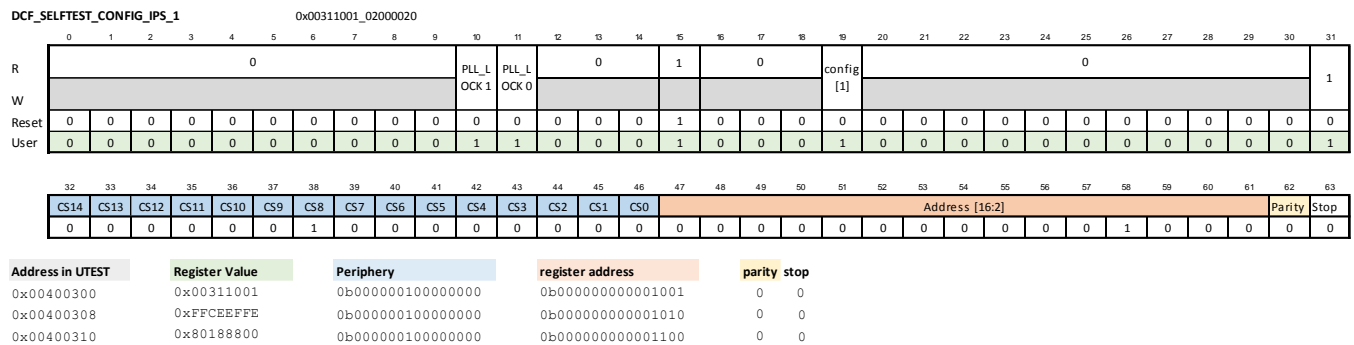 DCF_SELFTEST_CONFIG_IPS_1 0x00311001_02000020
0 1 2 3 4 5 6 7 8 9 10 11 12 13 14 15 16 17 18 19 20 21 22 23 24 25 26 27 28 29 30 31
R 0 PLL_L 0 1 0 config 0 1
OCK 1 PLL_L OCK 0 [1]
W
Reset 0 0 0 0 0 0 0 0 0 0 0 0 0 0 0 1 0 0 0 0 0 0 0 0 0 0 0 0 0 0 0 0
User 0 0 0 0 0 0 0 0 0 0 1 1 0 0 0 1 0 0 0 1 0 0 0 0 0 0 0 0 0 0 0 1
32 33 34 35 36 37 38 39 40 41 42 43 44 45 46 47 48 49 50 51 52 53 54 55 56 57 58 59 60 61 62 63
CS14 CS13 CS12 CS11 CS10 CS9 CS8 CS7 CS6 CS5 CS4 CS3 CS2 CS1 CS0 Address [16:2] Parity Stop
0 0 0 0 0 0 1 0 0 0 0 0 0 0 0 0 0 0 0 0 0 0 0 0 0 0 1 0 0 0 0 0
Address in UTEST Register Value Periphery register address parity stop
0x00400300 0x00311001 0b000000100000000 0b000000000001001 0 0
0x00400308 0xFFCEEFFE 0b000000100000000 0b000000000001010 0 0
0x00400310 0x80188800 0b000000100000000 0b000000000001100 0 0